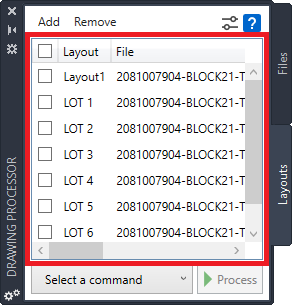 Add Remove ?
Layout File
Layout1 2081007904-BLOCK21-T
LOT 1 2081007904-BLOCK21-T
LOT 2 2081007904-BLOCK21-T
LOT 3 2081007904-BLOCK21-T
LOT 4 2081007904-BLOCK21-T
LOT 5 2081007904-BLOCK21-T
LOT 6 2081007904-BLOCK21-T
Select a command Process
DRAWING PROCESSOR
Files
Layouts